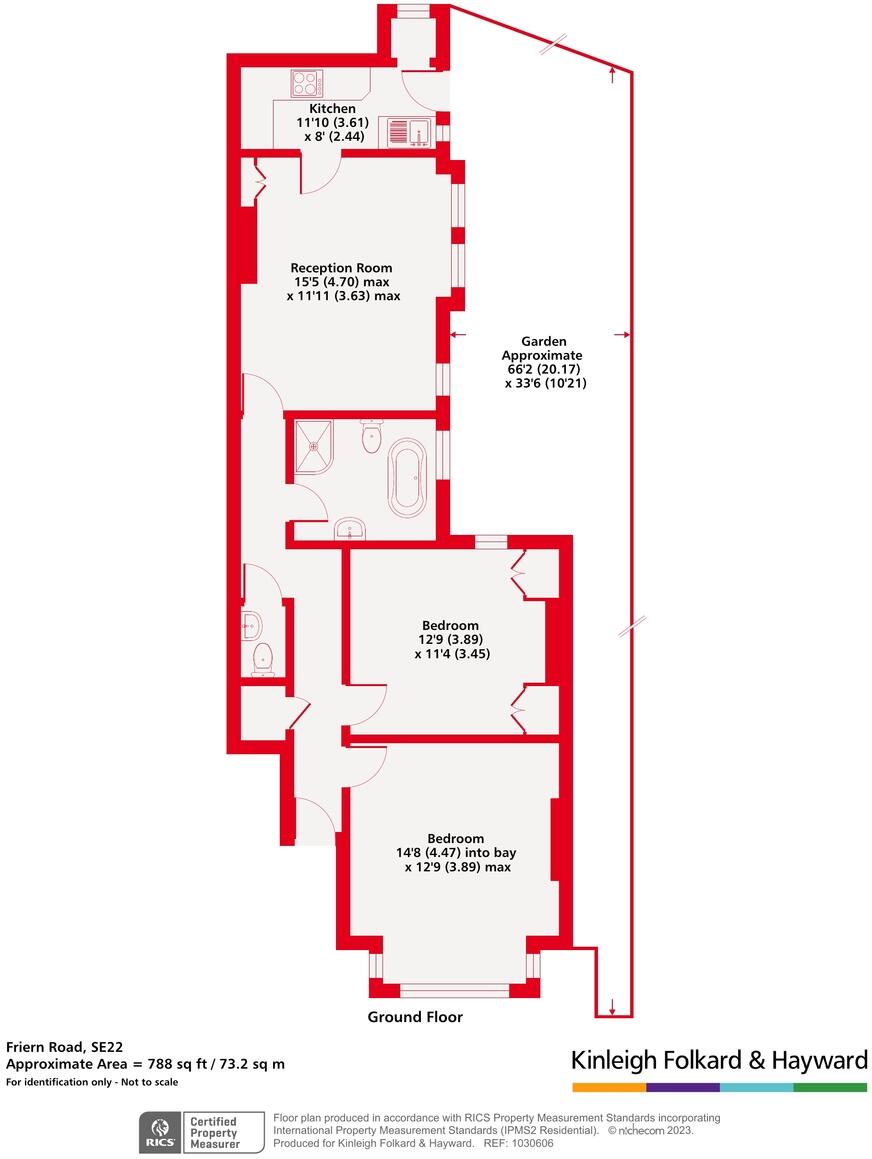 Kitchen
11'10 (3.61)
x 8' (2.44)
Reception Room
15'5 (4.70) max
x 11'11 (3.63) max
Garden
Approximate
66'2 (20.17)
x 33'6 (10'21)
Bedroom
12'9 (3.89)
x 11'4 (3.45)
Bedroom
14'8 (4.47) into bay
x 12'9 (3.89) max
Ground Floor
Friern Road, SE22
Approximate Area = 788 sq ft / 73.2 sq m
For identification only - Not to scale
Kinleigh Folkard & Hayward
RICS
Certified
Property
Measurer
Floor plan produced in accordance with RICS Property Measurement Standards incorporating
International Property Measurement Standards (IPMS2 Residential). © nichecom 2023.
Produced for Kinleigh Folkard & Hayward. REF: 1030606